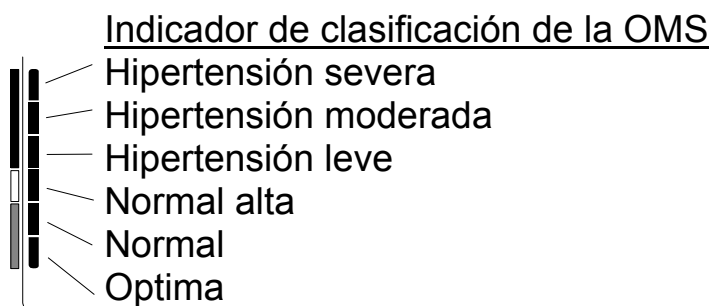 Indicador de clasificación de la OMS
Hipertensión severa
Hipertensión moderada
Hipertensión leve
Normal alta
Normal
Optima